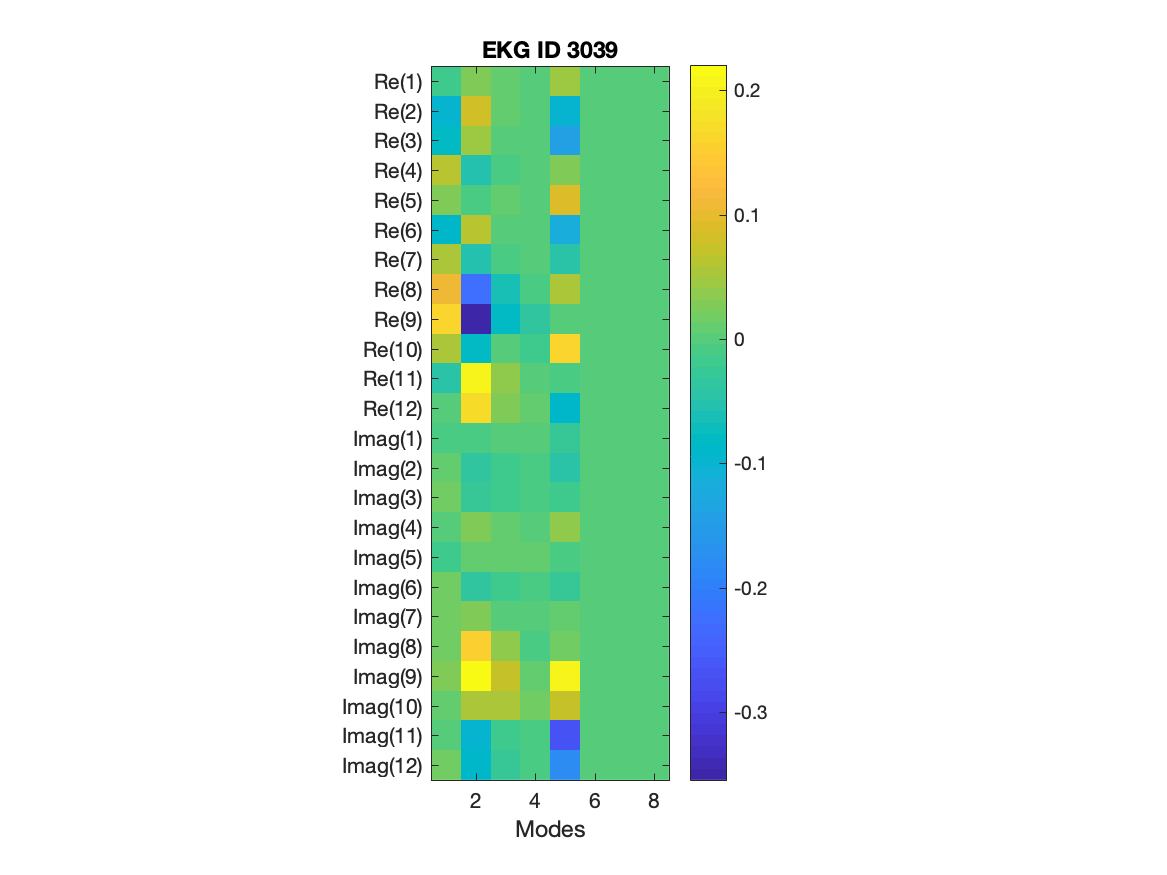 EKG ID 3039
Re(1)
Re(2)
Re(3)
Re(4)
Re(5)
Re(6)
Re(7)
Re(8)
Re(9)
Re(10)
Re(11)
Re(12)
Imag(1)
Imag(2)
Imag(3)
Imag(4)
Imag(5)
Imag(6)
Imag(7)
Imag(8)
Imag(9)
Imag(10)
Imag(11)
Imag(12)
2 4 6 8
Modes
0.2
0.1
0
-0.1
-0.2
-0.3